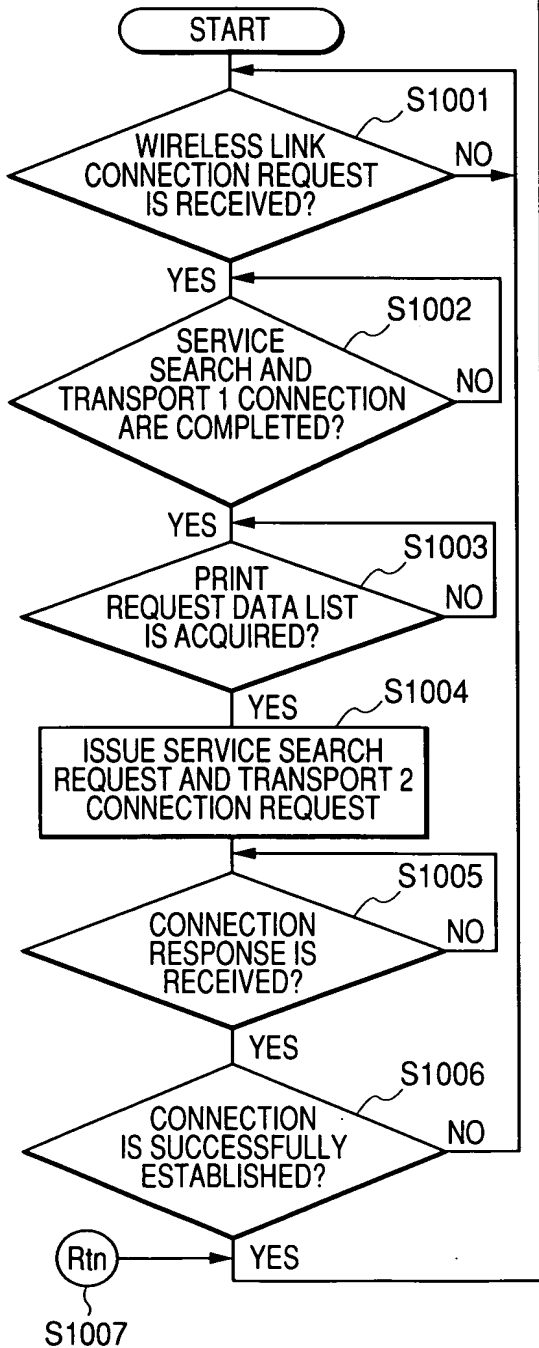 START
S1001
WIRELESS LINK
CONNECTION REQUEST
IS RECEIVED?
NO
YES
S1002
SERVICE
SEARCH AND
TRANSPORT 1 CONNECTION
ARE COMPLETED?
NO
YES
S1003
PRINT
REQUEST DATA LIST
IS ACQUIRED?
NO
YES
S1004
ISSUE SERVICE SEARCH
REQUEST AND TRANSPORT 2
CONNECTION REQUEST
S1005
CONNECTION
RESPONSE IS
RECEIVED?
NO
YES
S1006
CONNECTION
IS SUCCESSFULLY
ESTABLISHED?
NO
YES
Rtn
S1007